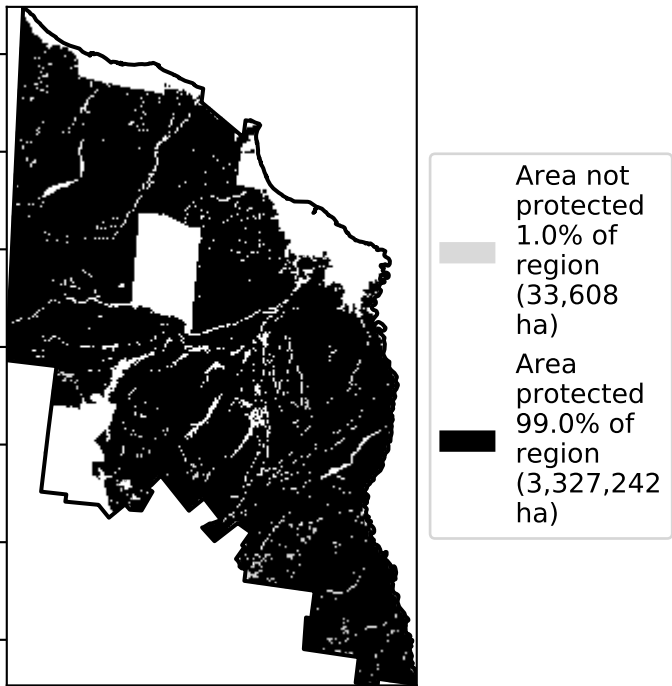 Area not
protected
1.0% of
region
(33,608
ha)
Area
protected
99.0% of
region
(3,327,242
ha)